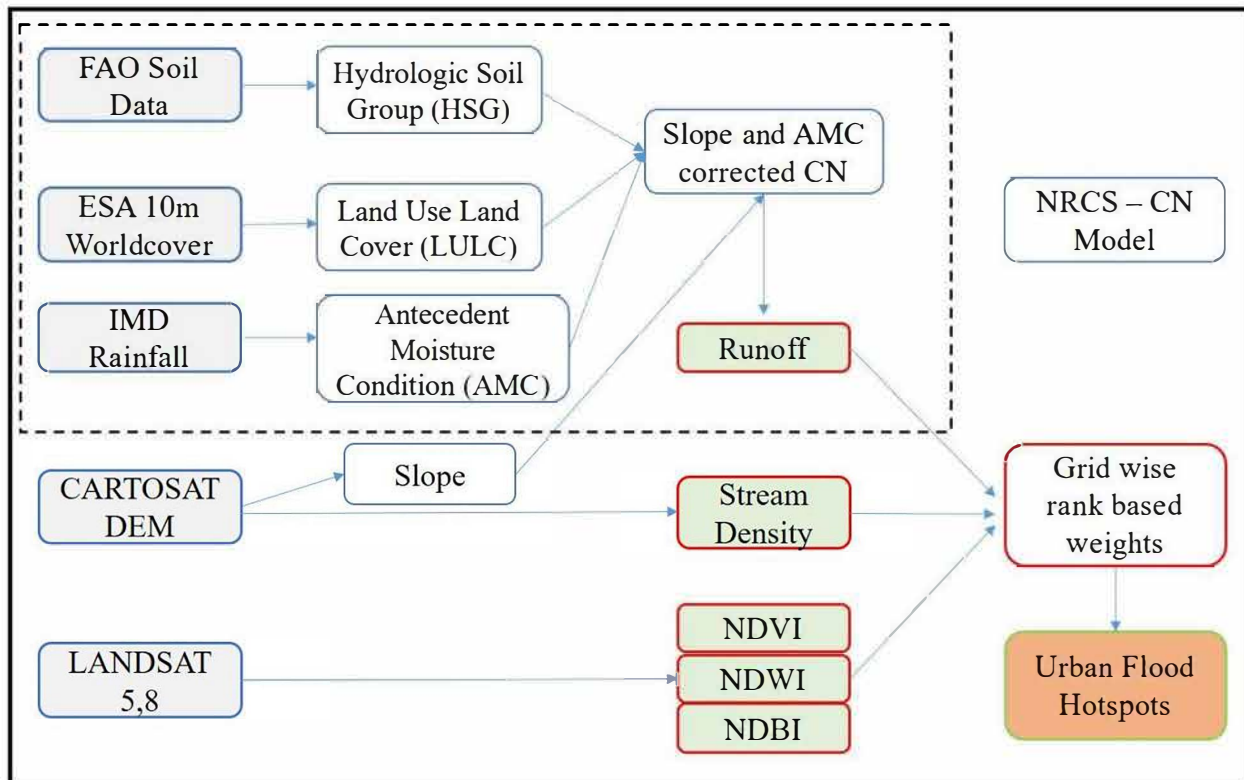 FAO Soil
Data
Hydrologic Soil
Group (HSG)
Slope and AMC
corrected CN
ESA 10m
Worldcover
Land Use Land
Cover (LULC)
NRCS – CN
Model
IMD
Rainfall
Antecedent
Moisture
Condition (AMC)
Runoff
CARTOSAT
DEM
Slope
Stream
Density
Grid wise
rank based
weights
LANDSAT
5,8
NDVI
NDWI
NDBI
Urban Flood
Hotspots